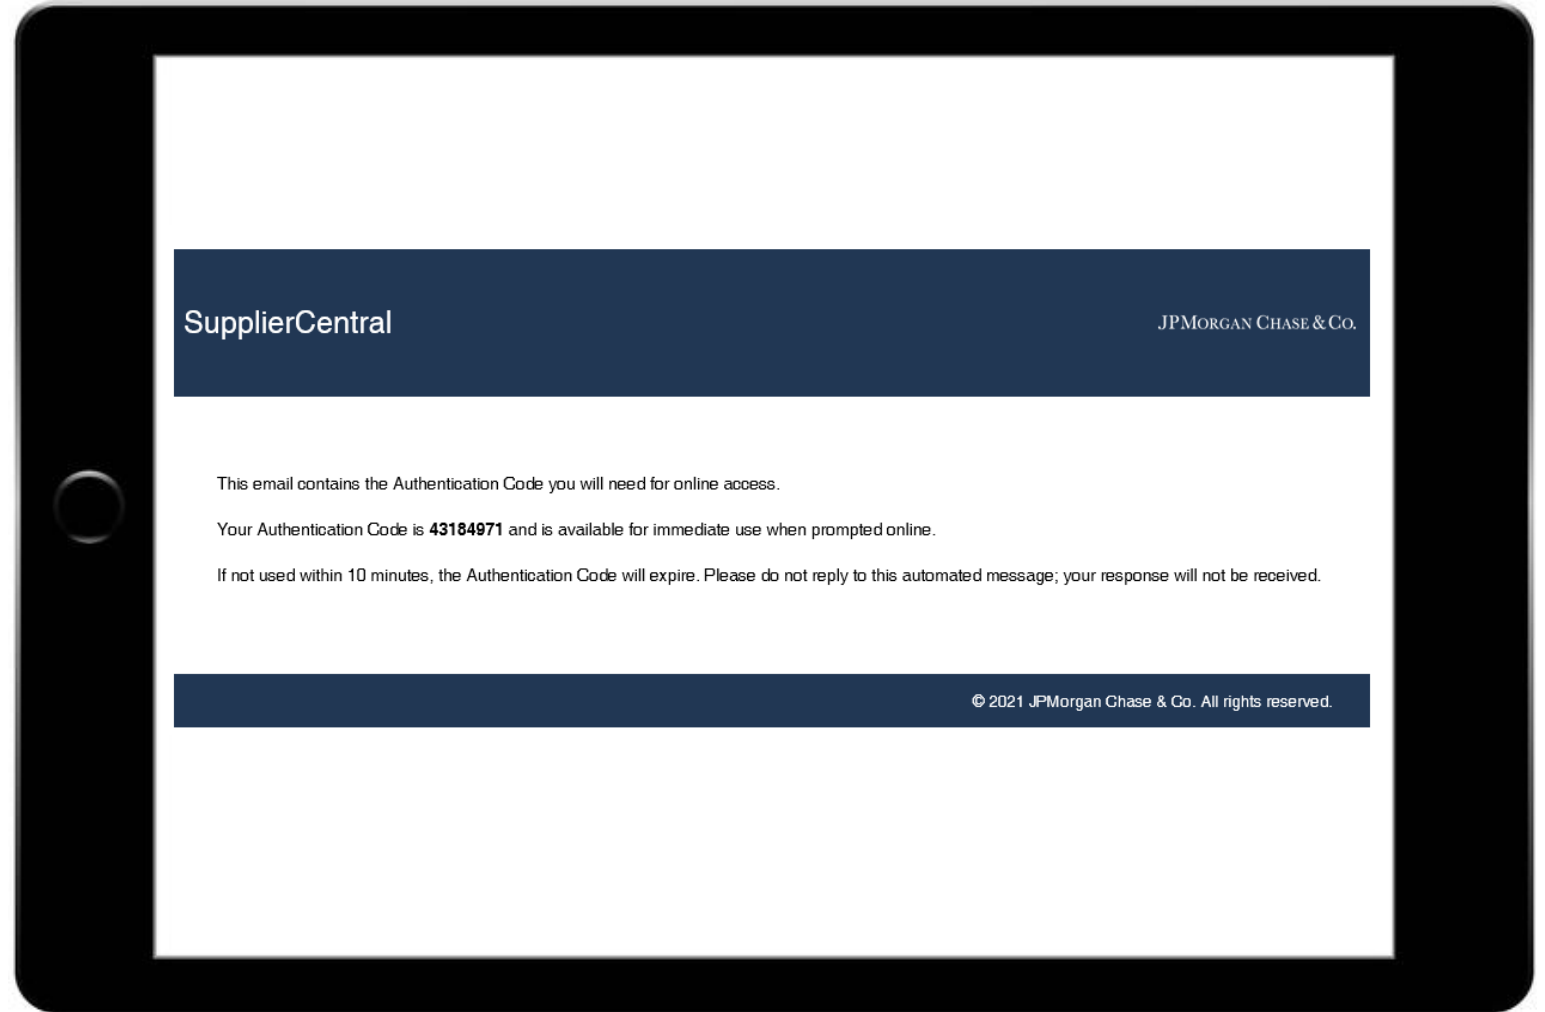 SupplierCentral
JPMORGAN CHASE & CO.
This email contains the Authentication Code you will need for online access.
Your Authentication Code is 43184971 and is available for immediate use when prompted online.
If not used within 10 minutes, the Authentication Code will expire. Please do not reply to this automated message; your response will not be received.
© 2021 JPMorgan Chase & Co. All rights reserved.